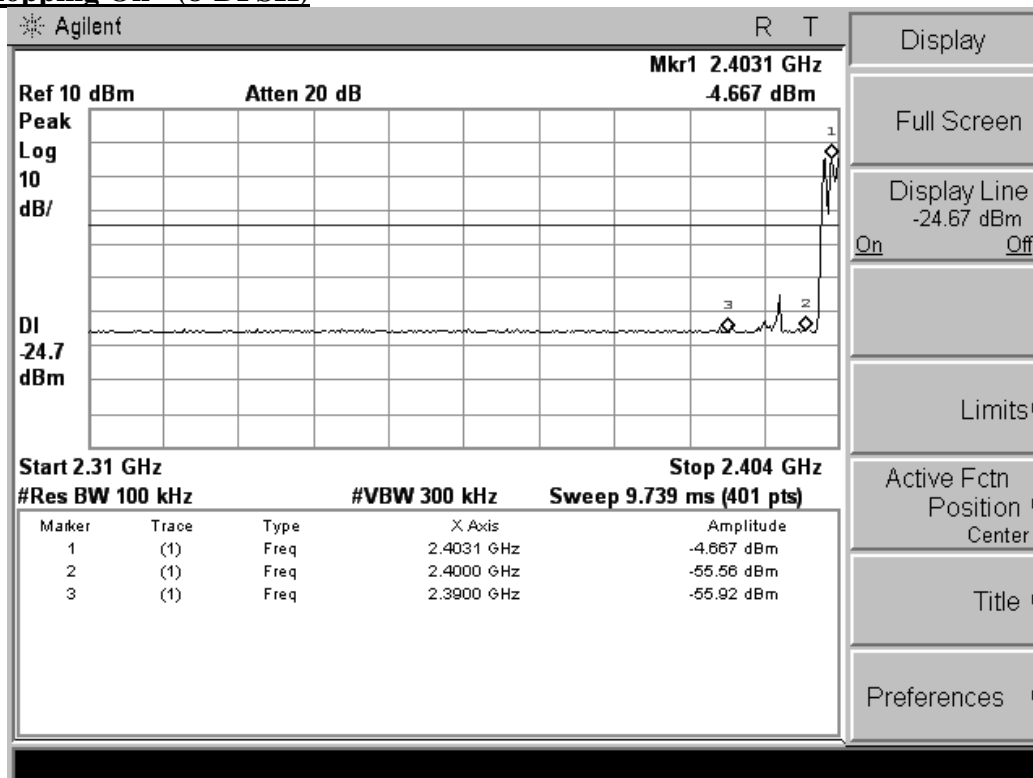 Agilent R T
Mkr1 2.4031 GHz
Ref 10 dBm Atten 20 dB -4.667 dBm
Peak
Log
10
dB/
1
3
2
DI
-24.7
dBm
Start 2.31 GHz Stop 2.404 GHz
#Res BW 100 kHz #VBW 300 kHz Sweep 9.739 ms (401 pts)
Marker Trace Type X Axis Amplitude
1 (1) Freq 2.4031 GHz -4.667 dBm
2 (1) Freq 2.4000 GHz -55.56 dBm
3 (1) Freq 2.3900 GHz -55.92 dBm
Display
Full Screen
Display Line
-24.67 dBm
On Off
Limits
Active Fctn
Position
Center
Title
Preferences